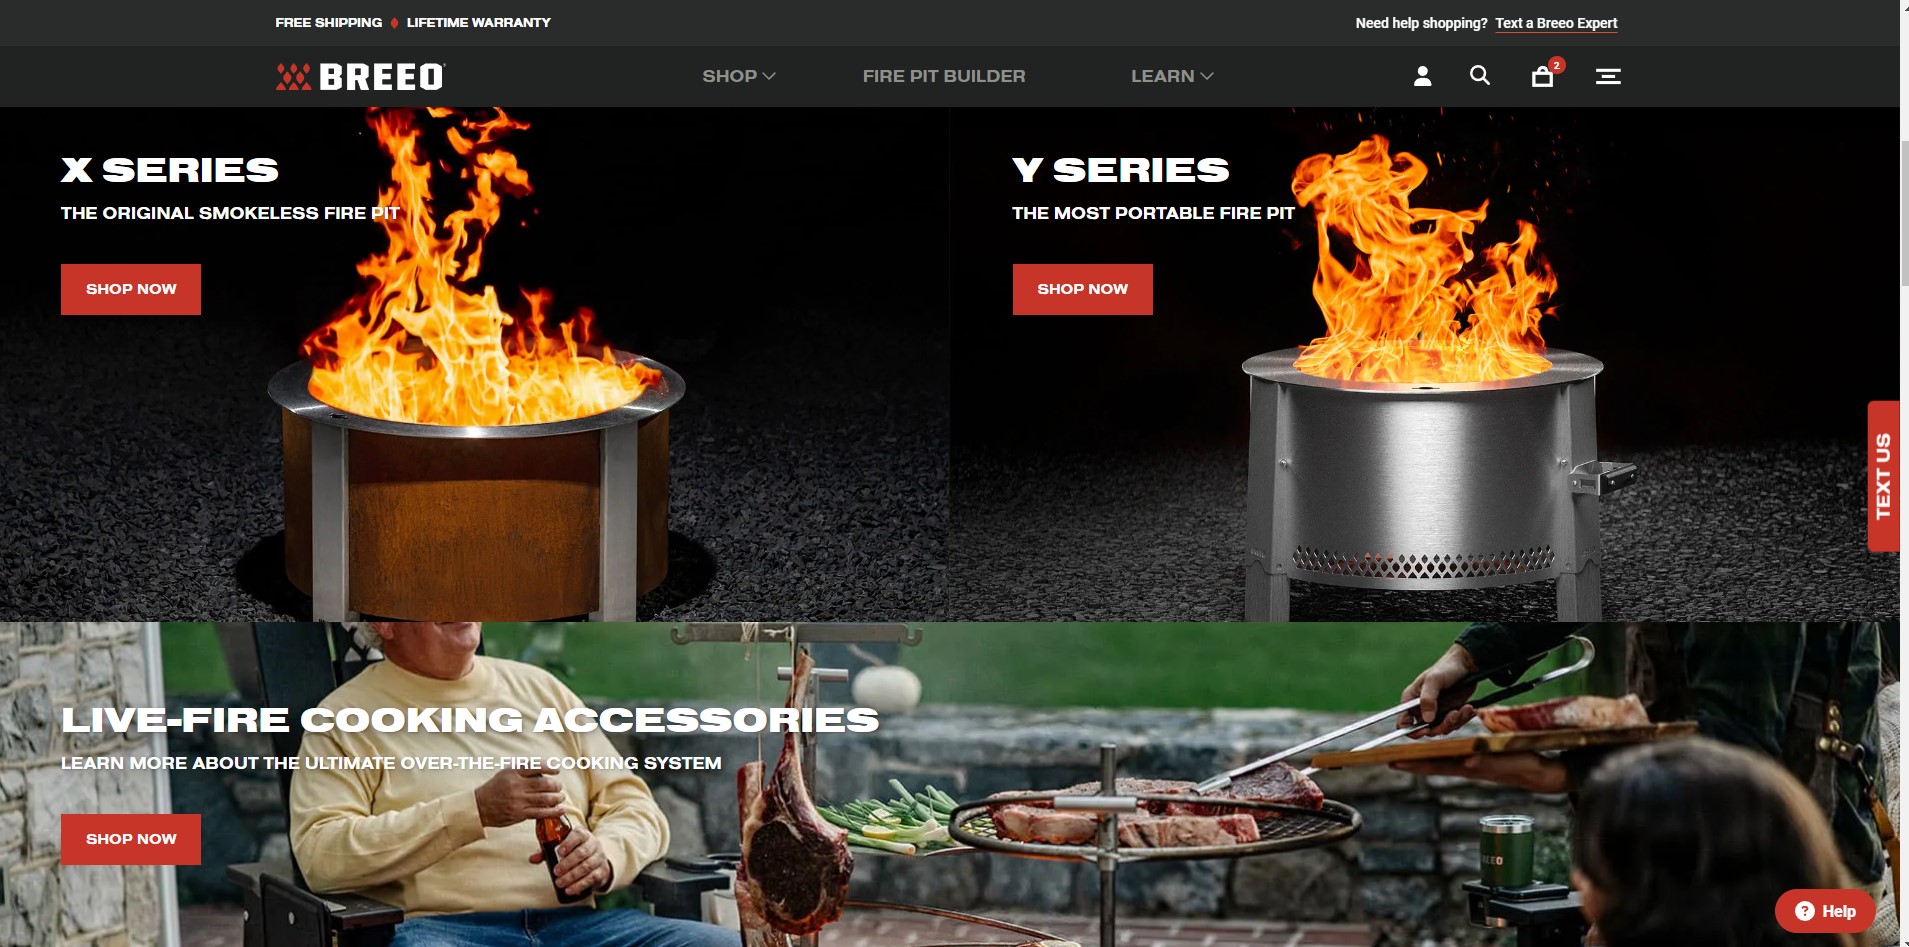 FREE SHIPPING LIFETIME WARRANTY
Need help shopping? Text a Breeo Expert
BREEO
SHOP
FIRE PIT BUILDER
LEARN
2
X SERIES
THE ORIGINAL SMOKELESS FIRE PIT
SHOP NOW
Y SERIES
THE MOST PORTABLE FIRE PIT
SHOP NOW
TEXT US
LIVE-FIRE COOKING ACCESSORIES
LEARN MORE ABOUT THE ULTIMATE OVER-THE-FIRE COOKING SYSTEM
SHOP NOW
REEO
? Help